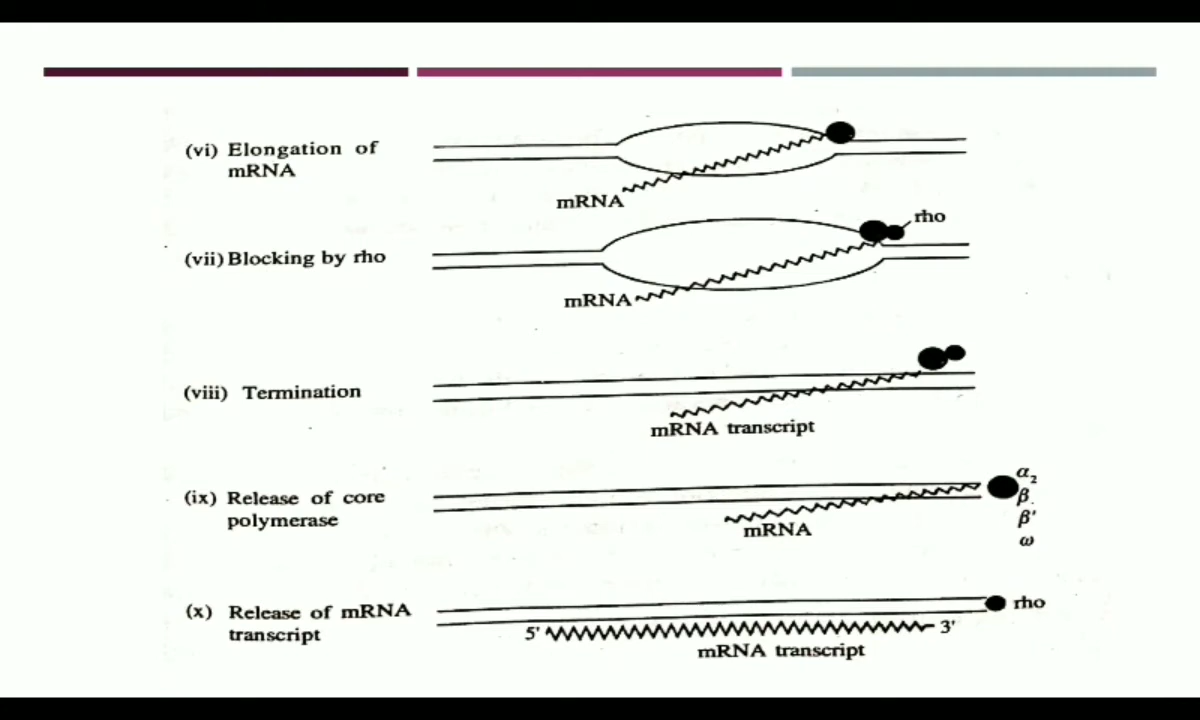 (vi) Elongation of
mRNA
mRNA
rho
(vii) Blocking by rho
mRNA
(viii) Termination
mRNA transcript
(ix) Release of core
polymerase
mRNA
α₂
β
β'
ω
(x) Release of mRNA
transcript
rho
5'
3'
mRNA transcript